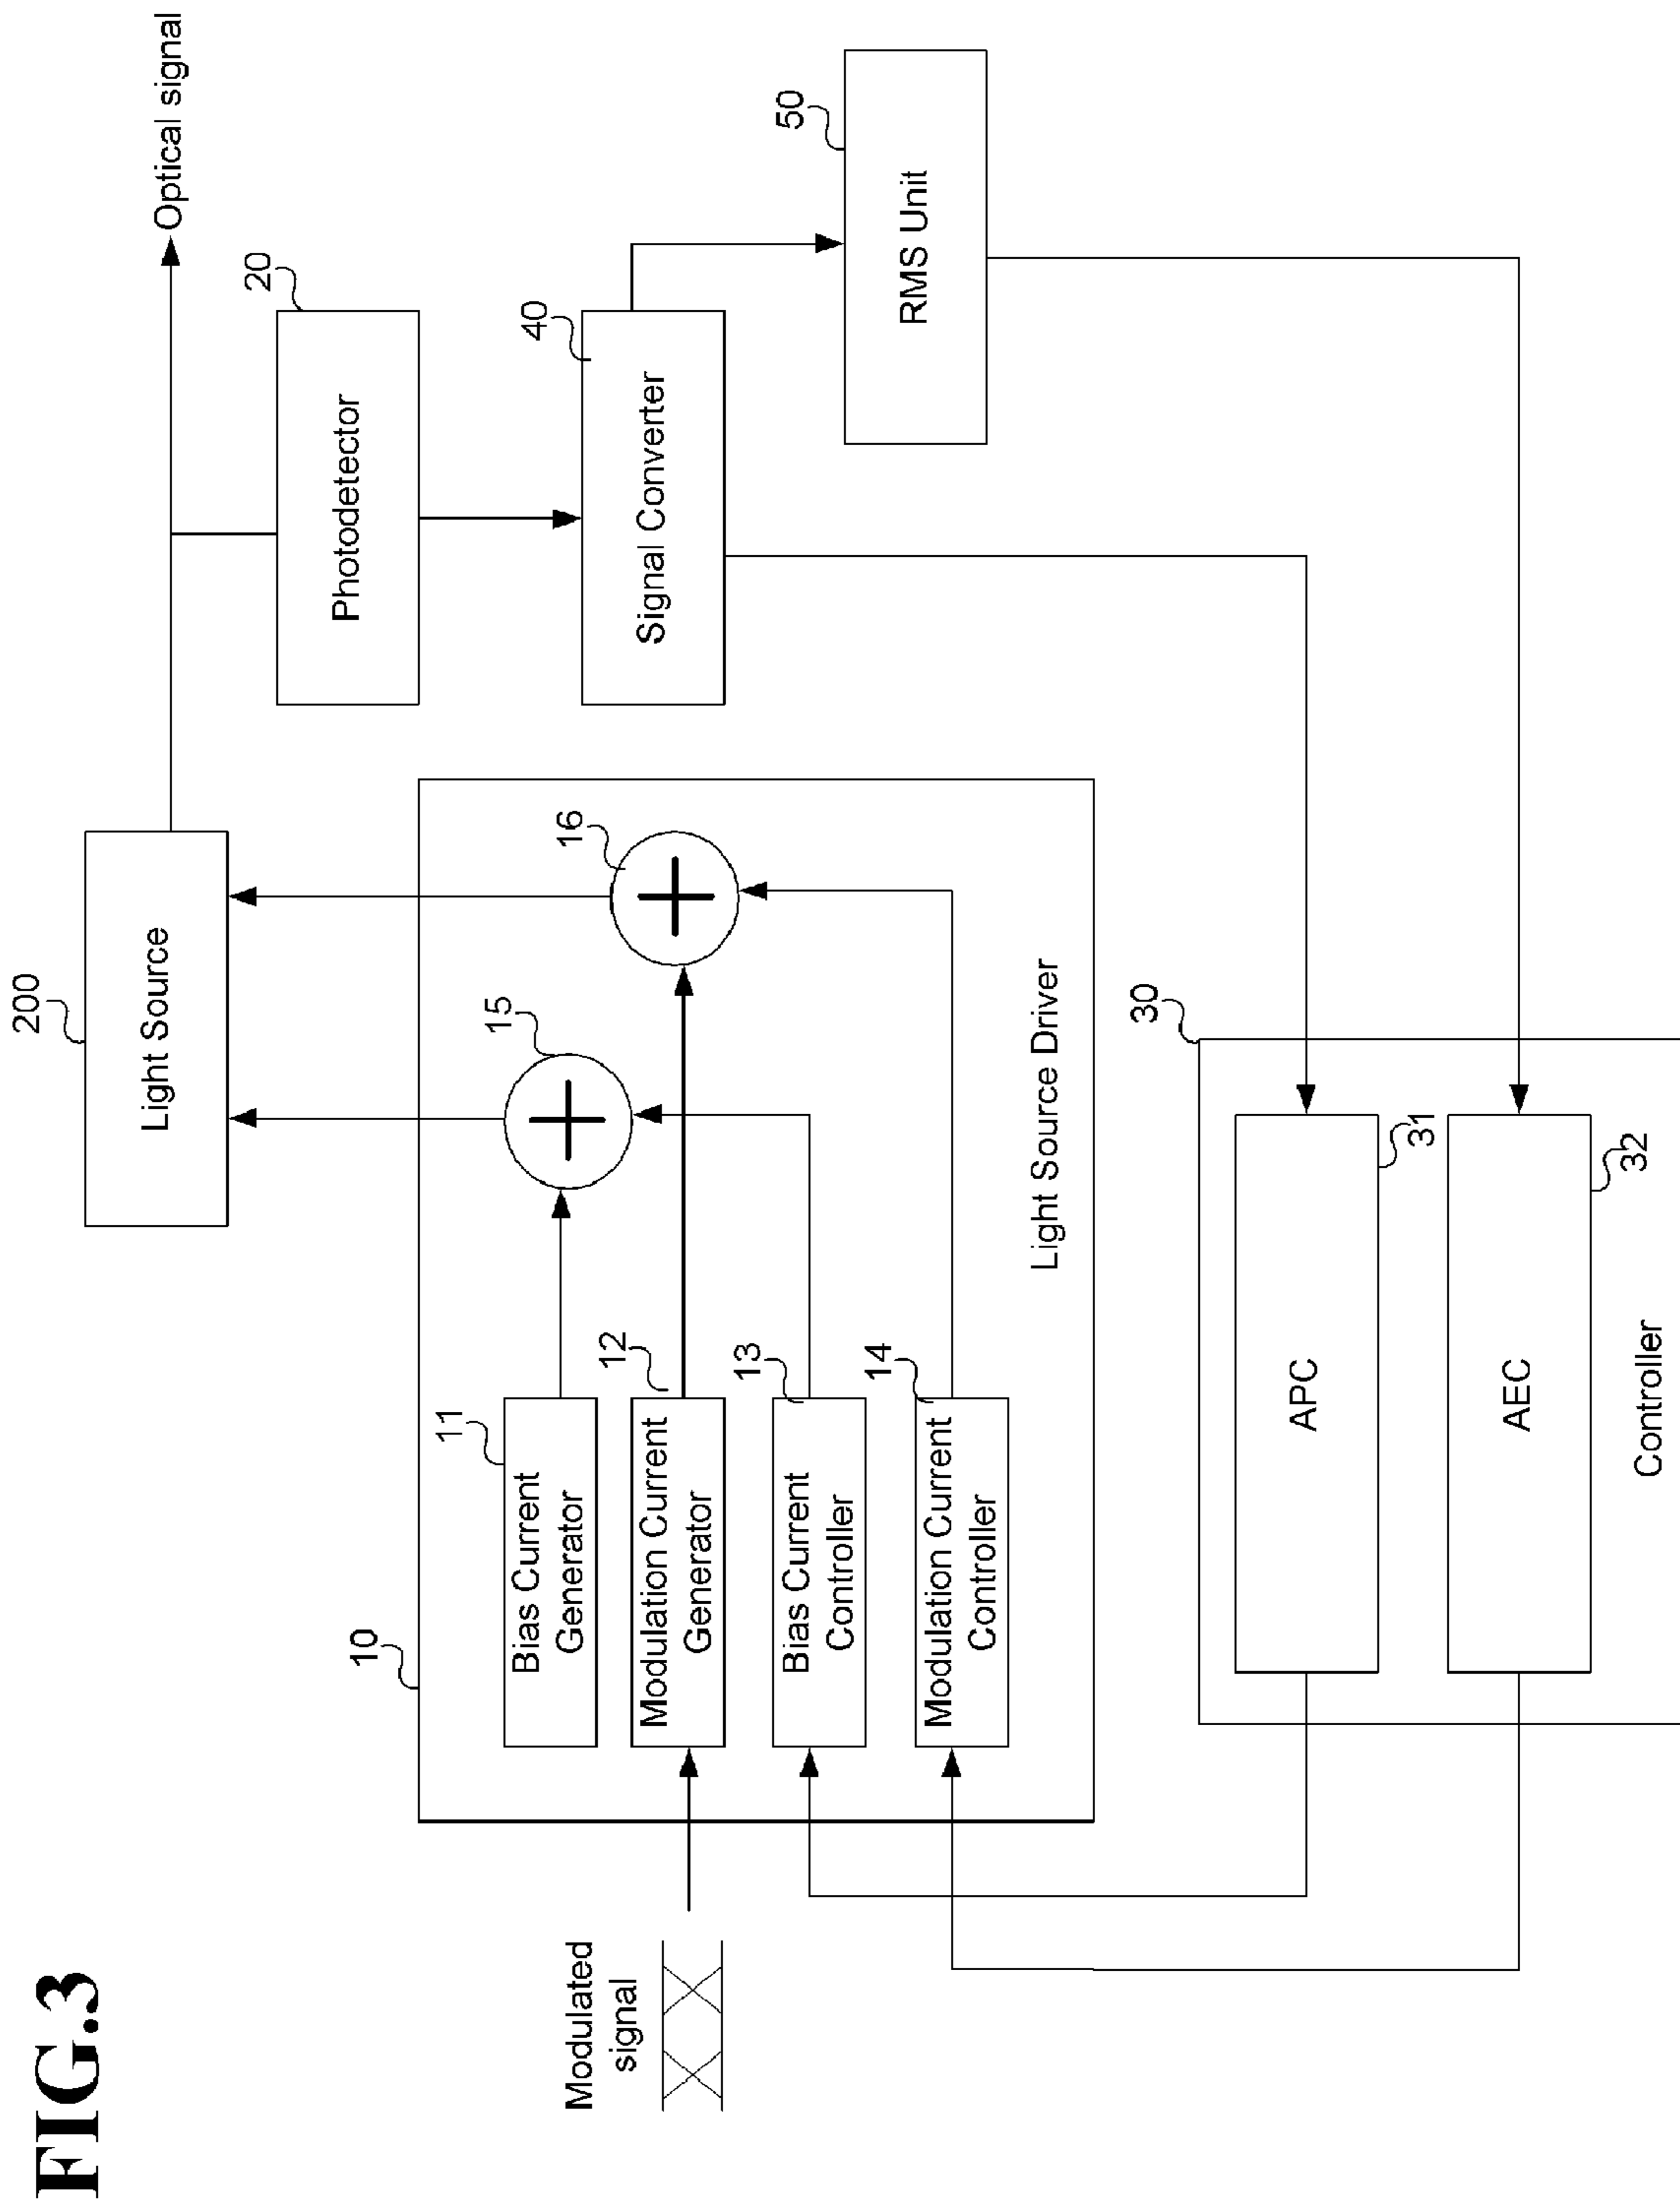 FIG.3
200
Light Source
Optical signal
20
Photodetector
40
Signal Converter
50
RMS Unit
10
11
Bias Current
Generator
12
Modulation Current
Generator
13
Bias Current
Controller
14
Modulation Current
Controller
15
16
Light Source Driver
Modulated
signal
30
APC
31
AEC
32
Controller